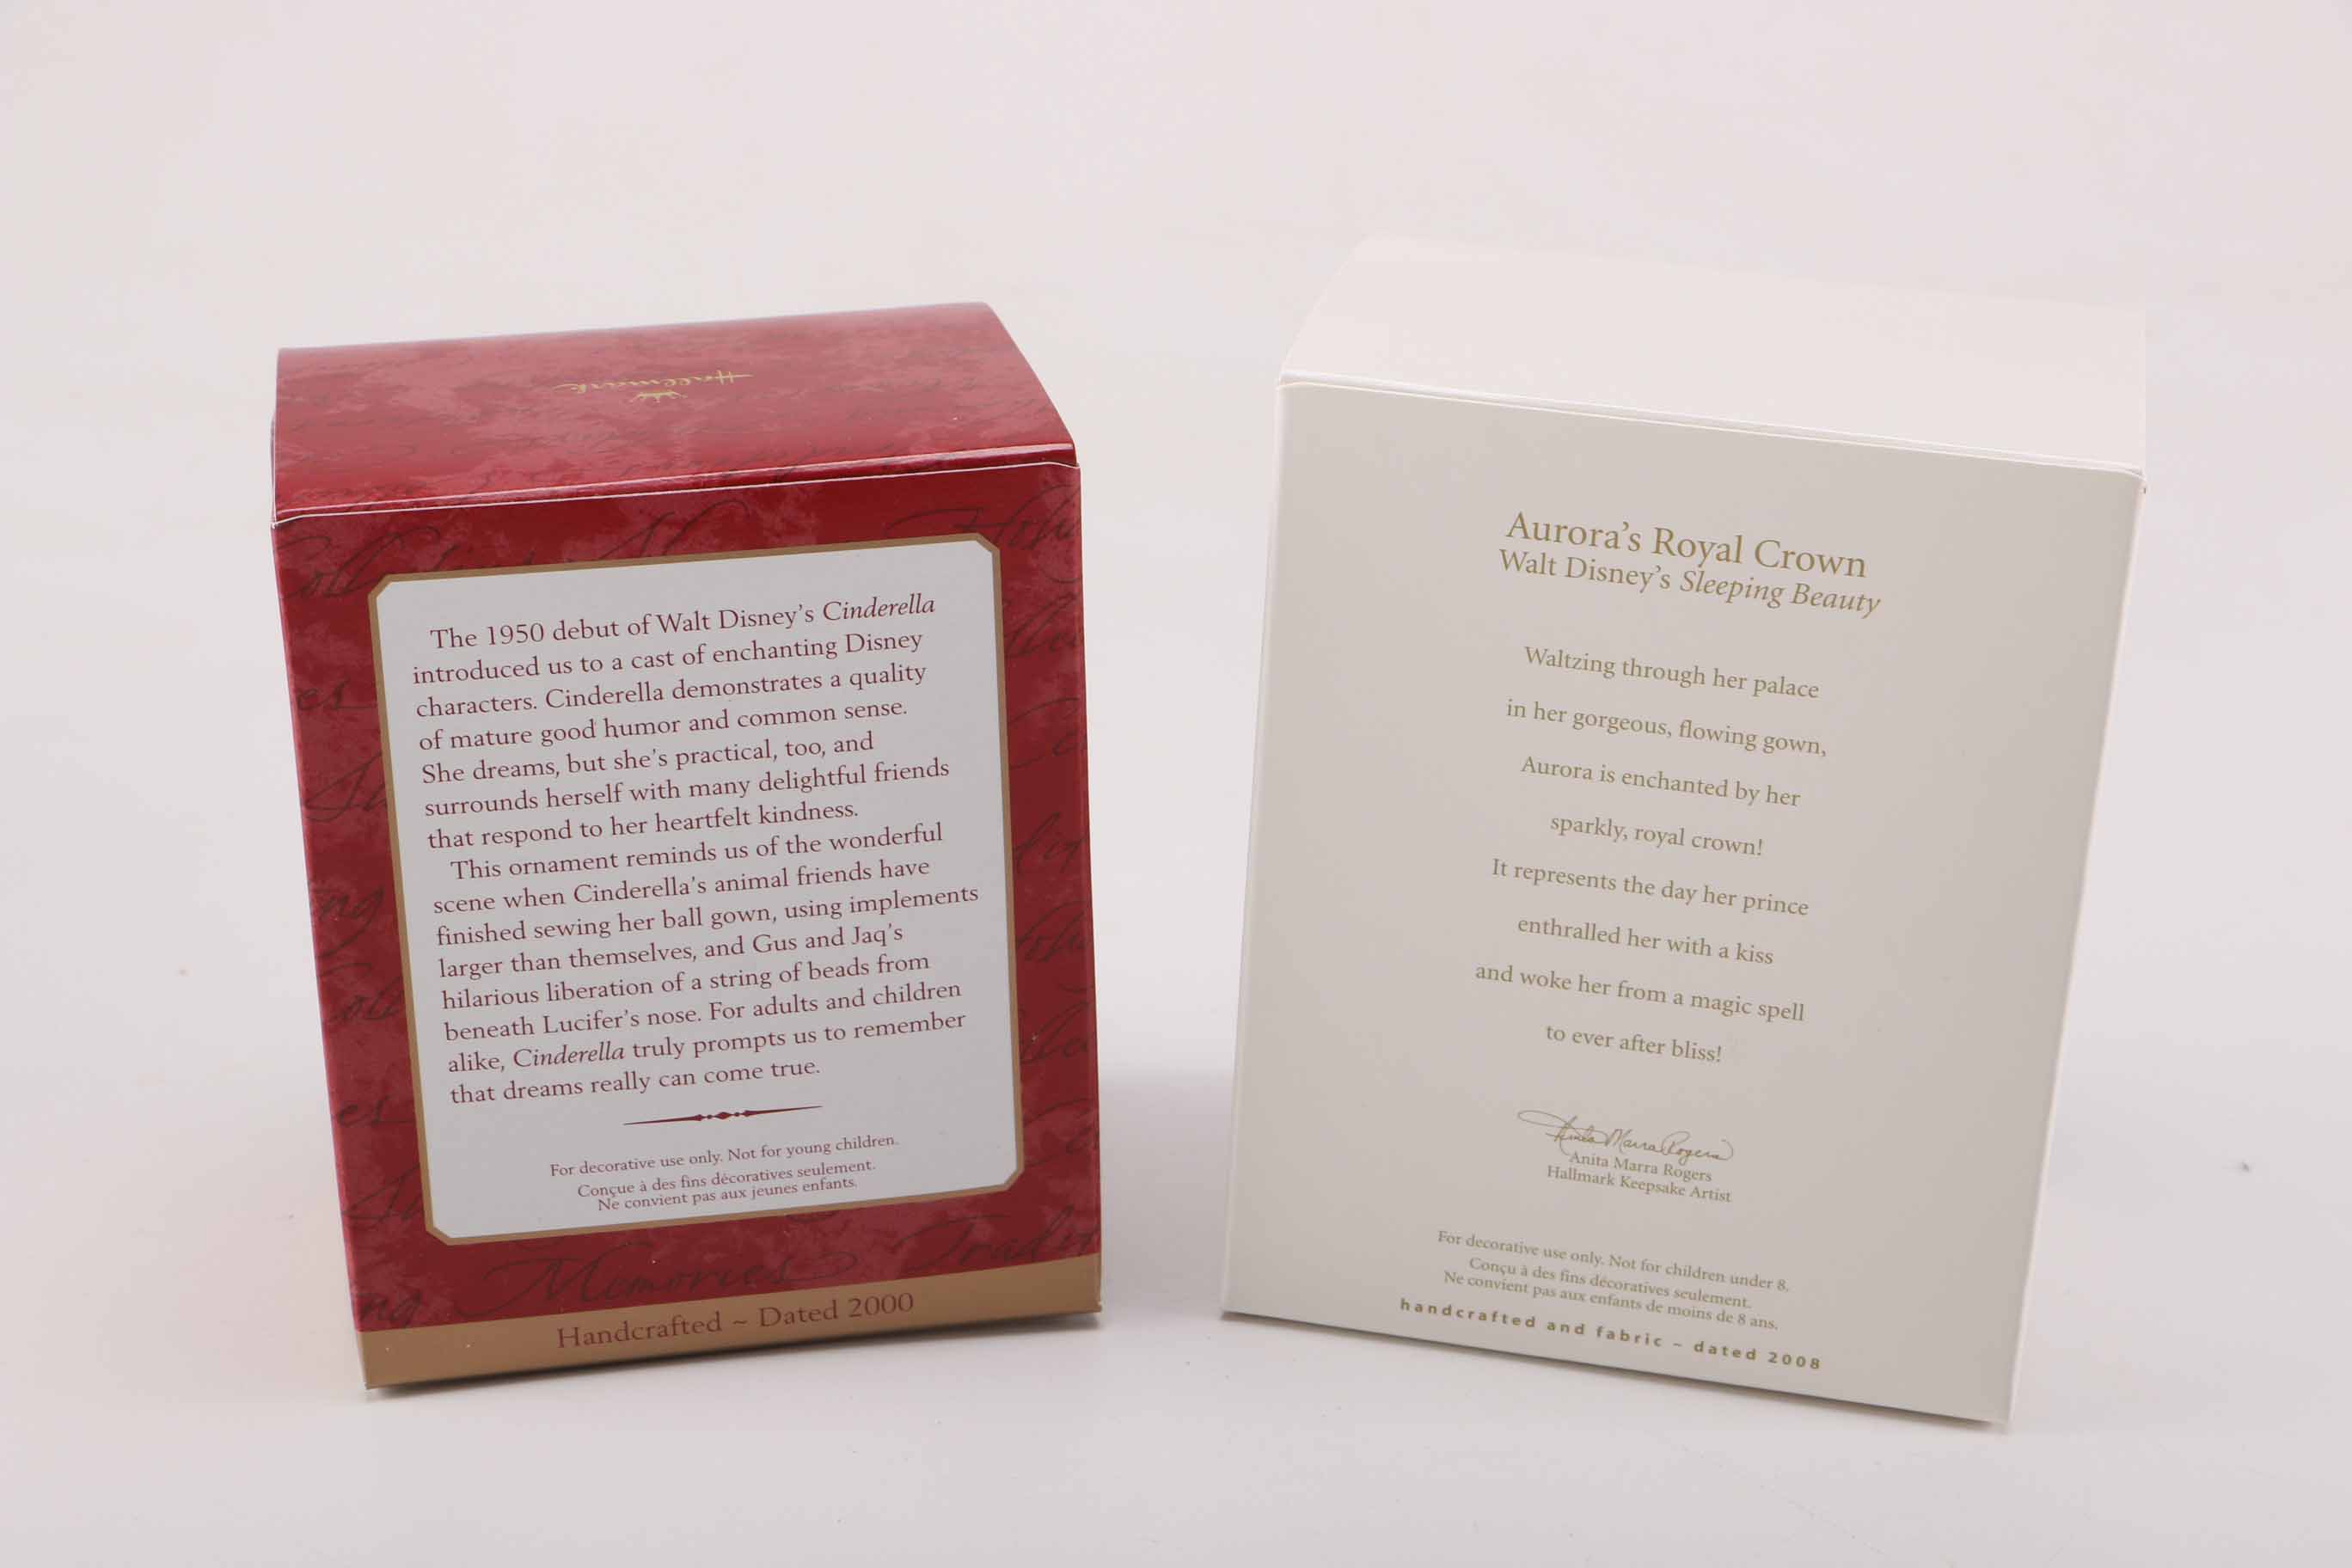 Hallmark
The 1950 debut of Walt Disney's Cinderella
introduced us to a cast of enchanting Disney
characters. Cinderella demonstrates a quality
of mature good humor and common sense.
She dreams, but she's practical, too, and
surrounds herself with many delightful friends
that respond to her heartfelt kindness.
This ornament reminds us of the wonderful
scene when Cinderella's animal friends have
finished sewing her ball gown, using implements
larger than themselves, and Gus and Jaq's
hilarious liberation of a string of beads from
beneath Lucifer's nose. For adults and children
alike, Cinderella truly prompts us to remember
that dreams really can come true.
For decorative use only. Not for young children.
Conçue à des fins décoratives seulement.
Ne convient pas aux jeunes enfants.
Memories
Handcrafted ~ Dated 2000
Aurora's Royal Crown
Walt Disney's Sleeping Beauty
Waltzing through her palace
in her gorgeous, flowing gown,
Aurora is enchanted by her
sparkly, royal crown!
It represents the day her prince
enthralled her with a kiss
and woke her from a magic spell
to ever after bliss!
Anita Marra Rogers
Anita Marra Rogers
Hallmark Keepsake Artist
For decorative use only. Not for children under 8.
Conçu à des fins décoratives seulement.
Ne convient pas aux enfants de moins de 8 ans.
handcrafted and fabric – dated 2008